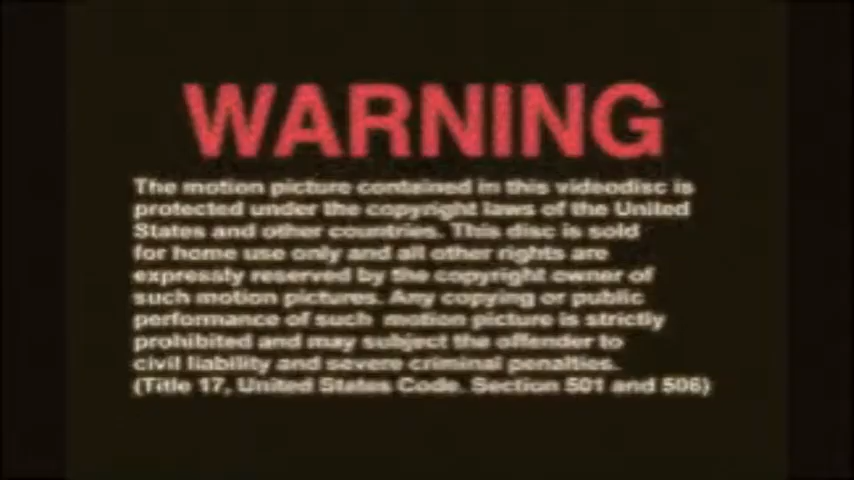 WARNING
The motion picture contained in this videodisc is
protected under the copyright laws of the United
States and other countries. This disc is sold
for home use only and all other rights are
expressly reserved by the copyright owner of
such motion pictures. Any copying or public
performance of such motion picture is strictly
prohibited and may subject the offender to
civil liability and severe criminal penalties.
(Title 17, United States Code. Section 501 and 506)